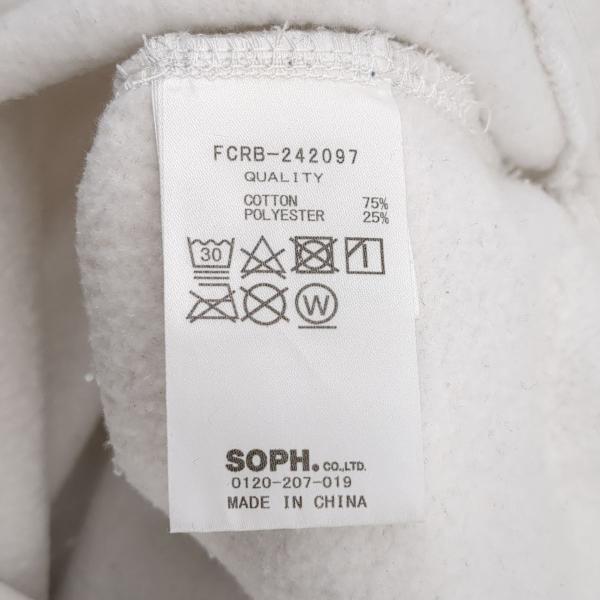 FCRB-242097
QUALITY
COTTON 75%
POLYESTER 25%
30
W
SOPH. CO.,LTD.
0120-207-019
MADE IN CHINA